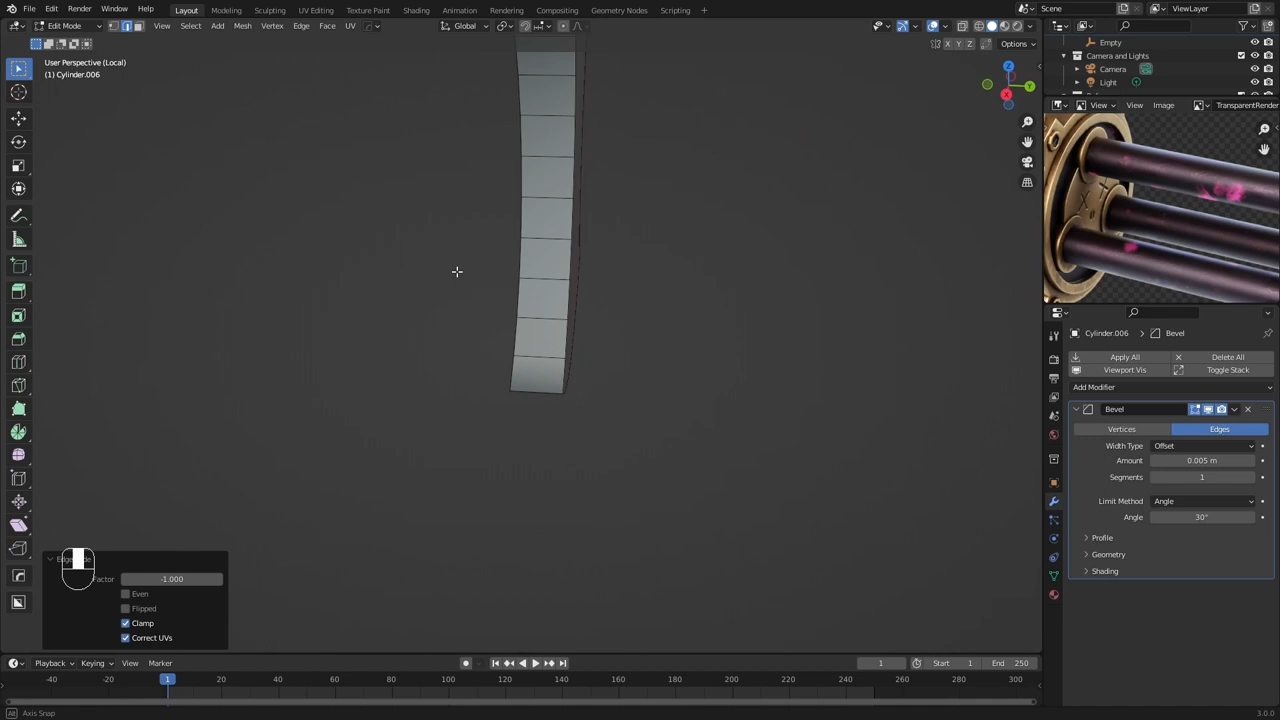 File Edit Render Window Help Layout Modeling Sculpting UV Editing Texture Paint Shading Animation Rendering Compositing Geometry Nodes Scripting Scene ViewLayer
Edit Mode View Select Add Mesh Vertex Edge Face UV Global
X Y Z Options
User Perspective (Local)
(1) Cylinder.006
Z
Y
X
Empty
Camera and Lights
Camera
Light
View View Image TransparentRender
Cylinder.006 Bevel
Apply All Delete All
Viewport Vis Toggle Stack
Add Modifier
Bevel
Vertices Edges
Width Type Offset
Amount 0.005 m
Segments 1
Limit Method Angle
Angle 30°
Profile
Geometry
Shading
Factor -1.000
Even
Flipped
Clamp
Correct UVs
Playback Keying View Marker 1 Start 1 End 250
-40 -20 1 20 40 60 80 100 120 140 160 180 200 220 240 260 280 300
Axis Snap 3.0.0